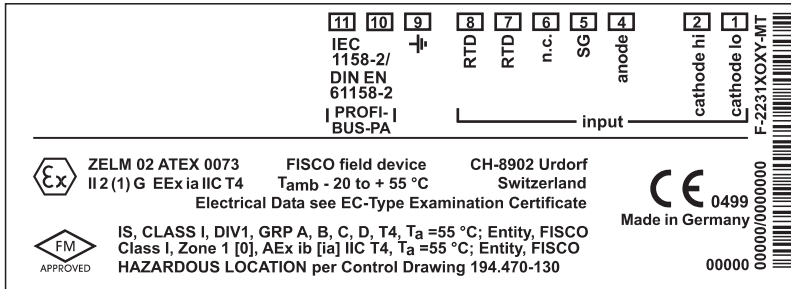 11 10 9 8 7 6 5 4 2 1
IEC
1158-2/
DIN EN
61158-2
PROFI-
BUS-PA
RTD
RTD
n.c.
SG
anode
cathode hi
cathode lo
input
F-2231XOXY-MT
00000/0000000
Ex
ZELM 02 ATEX 0073 FISCO field device CH-8902 Urdorf
II 2 (1) G EEx ia IIC T4 Tamb - 20 to + 55 °C Switzerland
Electrical Data see EC-Type Examination Certificate
CE 0499
Made in Germany
FM
APPROVED
IS, CLASS I, DIV1, GRP A, B, C, D, T4, Ta =55 °C; Entity, FISCO
Class I, Zone 1 [0], AEx ib [ia] IIC T4, Ta =55 °C; Entity, FISCO
HAZARDOUS LOCATION per Control Drawing 194.470-130
00000